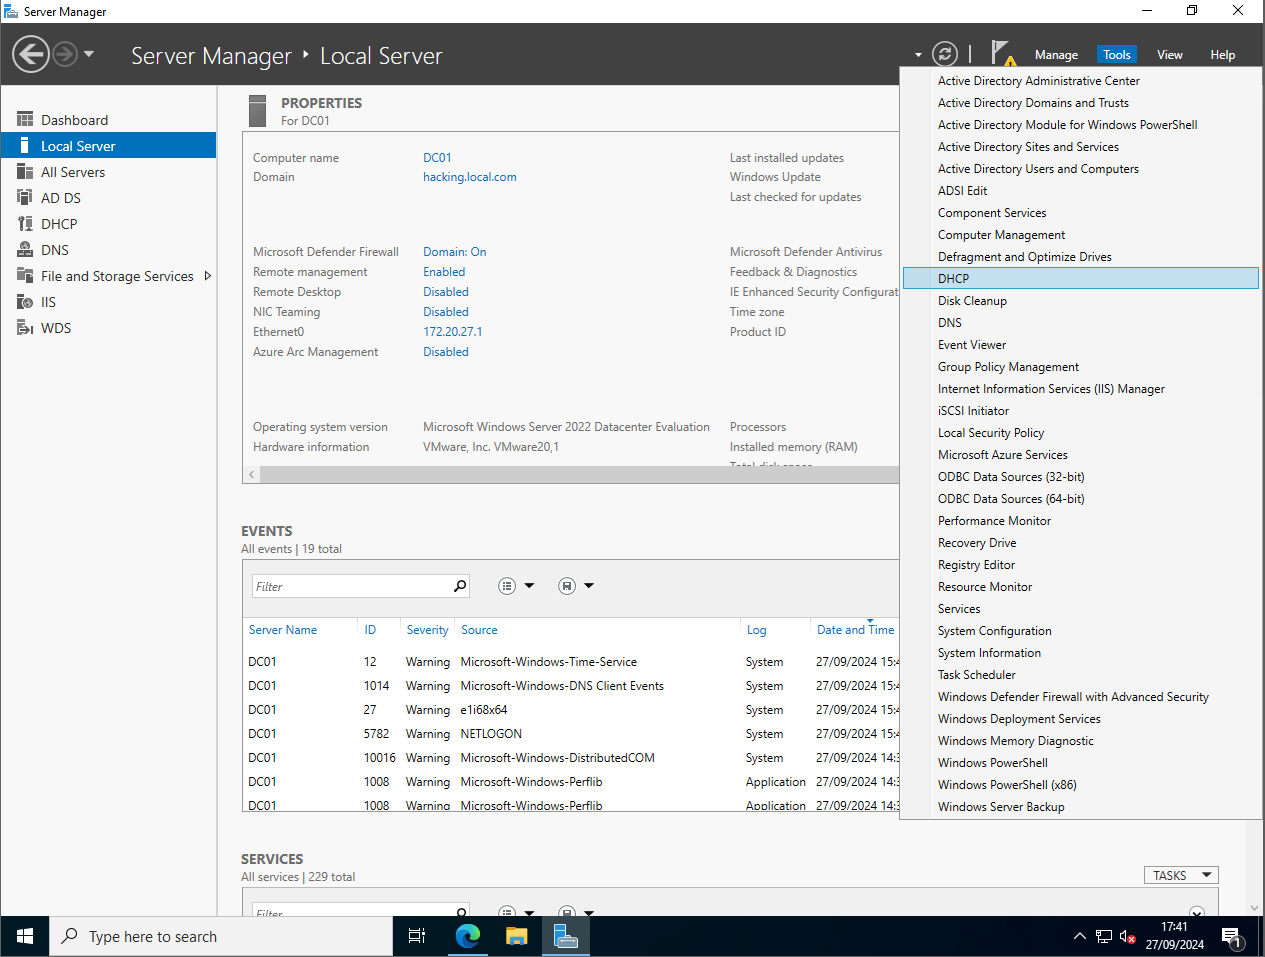 Server Manager
Server Manager ‣ Local Server
Manage Tools View Help
Dashboard
Local Server
All Servers
AD DS
DHCP
DNS
File and Storage Services
IIS
WDS
PROPERTIES
For DC01
Computer name DC01
Domain hacking.local.com
Last installed updates
Windows Update
Last checked for updates
Microsoft Defender Firewall Domain: On
Remote management Enabled
Remote Desktop Disabled
NIC Teaming Disabled
Ethernet0 172.20.27.1
Azure Arc Management Disabled
Microsoft Defender Antivirus
Feedback & Diagnostics
IE Enhanced Security Configurat
Time zone
Product ID
Operating system version Microsoft Windows Server 2022 Datacenter Evaluation
Hardware information VMware, Inc. VMware20,1
Processors
Installed memory (RAM)
Total disk space
EVENTS
All events | 19 total
Filter
Server Name ID Severity Source Log Date and Time
DC01 12 Warning Microsoft-Windows-Time-Service System 27/09/2024 15:4
DC01 1014 Warning Microsoft-Windows-DNS Client Events System 27/09/2024 15:4
DC01 27 Warning e1i68x64 System 27/09/2024 15:4
DC01 5782 Warning NETLOGON System 27/09/2024 15:4
DC01 10016 Warning Microsoft-Windows-DistributedCOM System 27/09/2024 14:3
DC01 1008 Warning Microsoft-Windows-Perflib Application 27/09/2024 14:3
DC01 1008 Warning Microsoft-Windows-Perflib Application 27/09/2024 14:3
SERVICES
All services | 229 total
TASKS
Filter
Active Directory Administrative Center
Active Directory Domains and Trusts
Active Directory Module for Windows PowerShell
Active Directory Sites and Services
Active Directory Users and Computers
ADSI Edit
Component Services
Computer Management
Defragment and Optimize Drives
DHCP
Disk Cleanup
DNS
Event Viewer
Group Policy Management
Internet Information Services (IIS) Manager
iSCSI Initiator
Local Security Policy
Microsoft Azure Services
ODBC Data Sources (32-bit)
ODBC Data Sources (64-bit)
Performance Monitor
Recovery Drive
Registry Editor
Resource Monitor
Services
System Configuration
System Information
Task Scheduler
Windows Defender Firewall with Advanced Security
Windows Deployment Services
Windows Memory Diagnostic
Windows PowerShell
Windows PowerShell (x86)
Windows Server Backup
Type here to search
17:41
27/09/2024
1